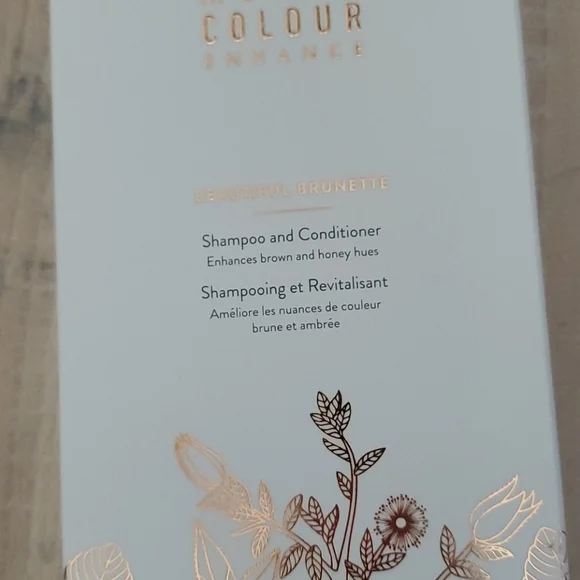 COLOUR
ENHANCE
BEAUTIFUL BRUNETTE
Shampoo and Conditioner
Enhances brown and honey hues
Shampooing et Revitalisant
Améliore les nuances de couleur
brune et ambrée